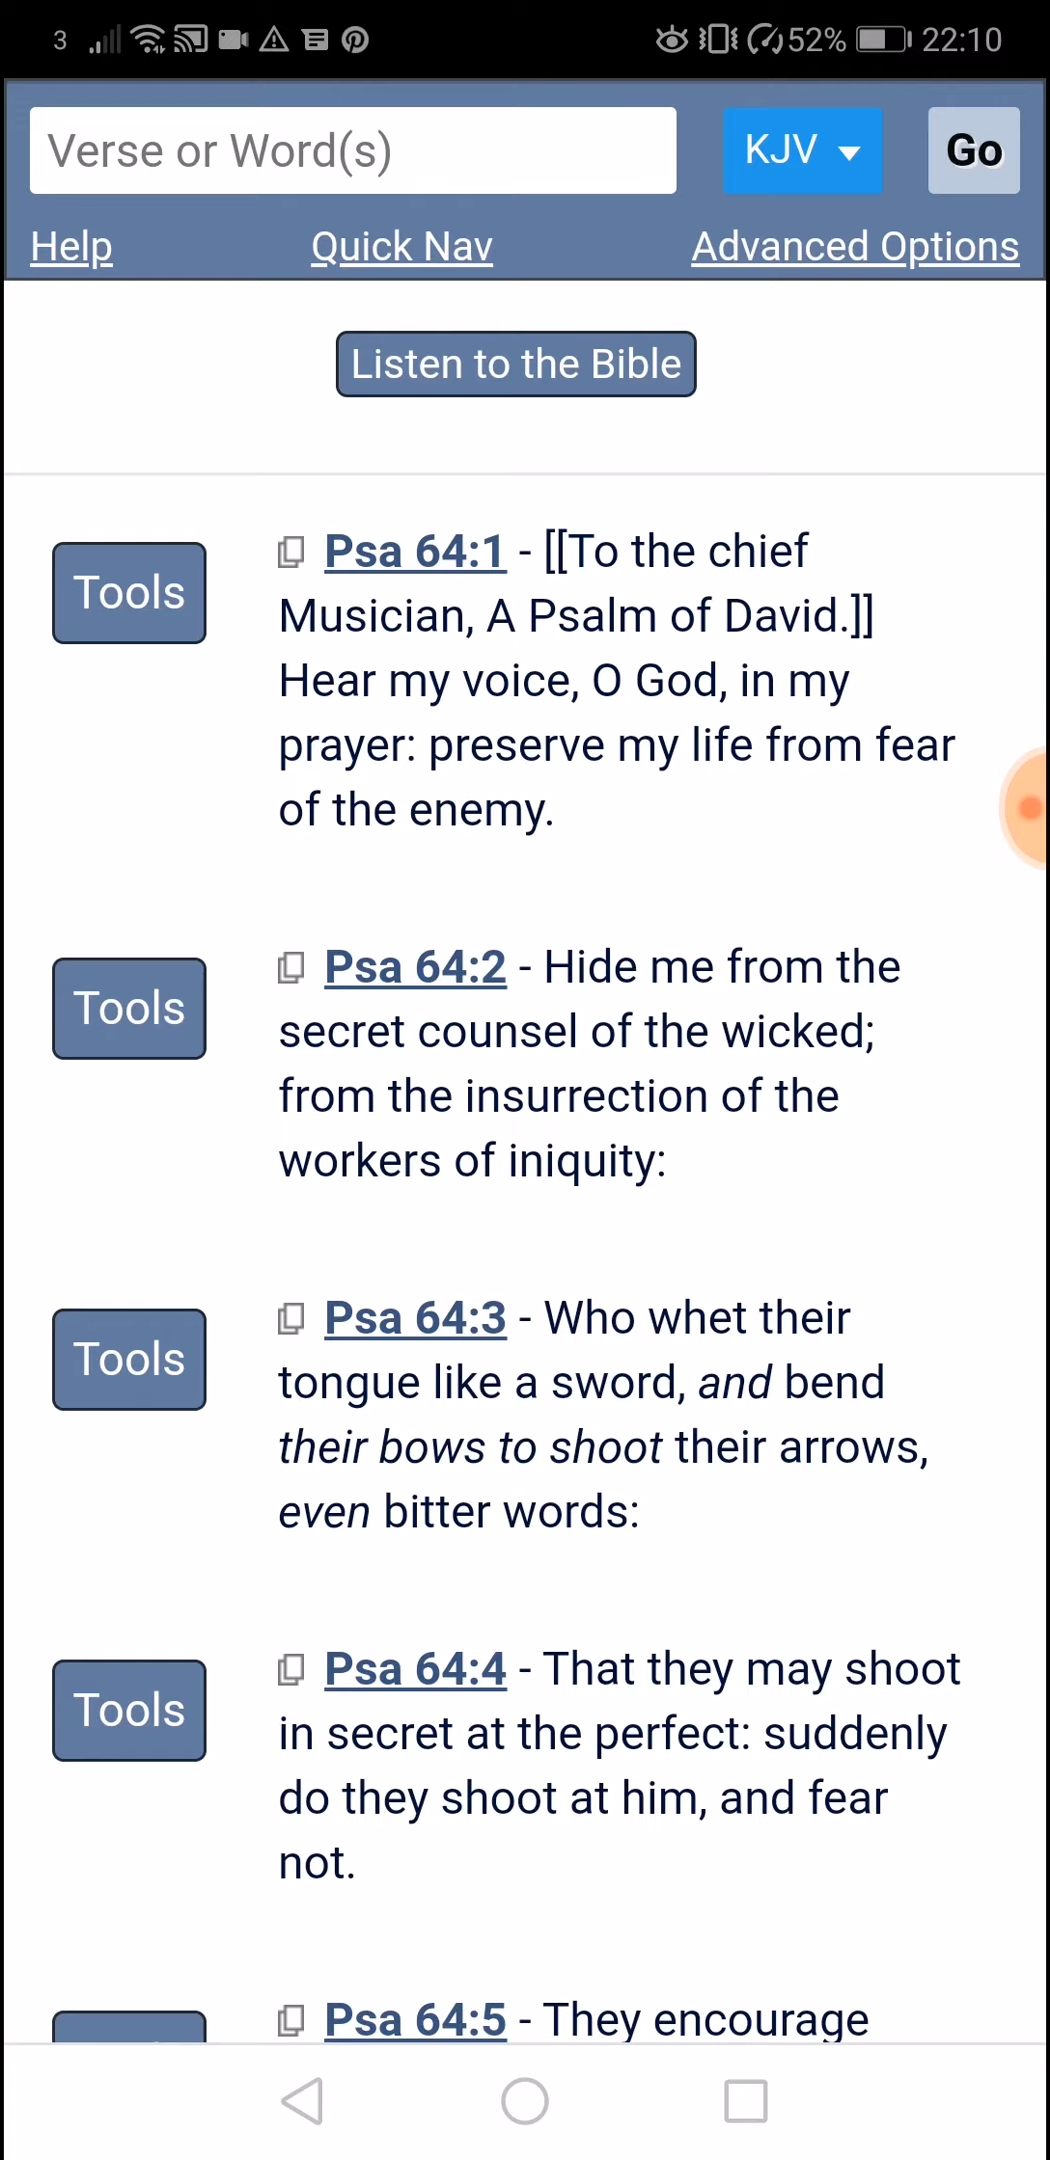 3 52% 22:10
Verse or Word(s) KJV Go
Help Quick Nav Advanced Options
Listen to the Bible
Tools Psa 64:1 - [[To the chief
Musician, A Psalm of David.]]
Hear my voice, O God, in my
prayer: preserve my life from fear
of the enemy.
Tools Psa 64:2 - Hide me from the
secret counsel of the wicked;
from the insurrection of the
workers of iniquity:
Tools Psa 64:3 - Who whet their
tongue like a sword, and bend
their bows to shoot their arrows,
even bitter words:
Tools Psa 64:4 - That they may shoot
in secret at the perfect: suddenly
do they shoot at him, and fear
not.
Psa 64:5 - They encourage